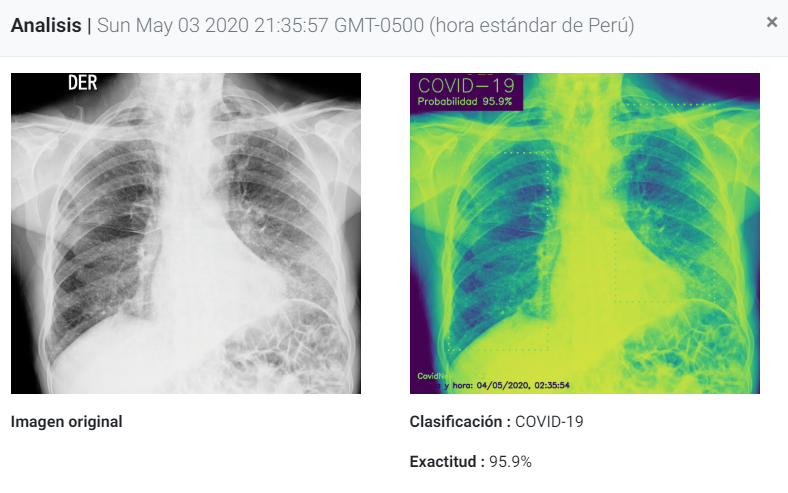 Analisis | Sun May 03 2020 21:35:57 GMT-0500 (hora estándar de Perú)
×
DER
COVID-19
Probabilidad 95.9%
y hora: 04/05/2020, 02:35:54
Imagen original
Clasificación : COVID-19
Exactitud : 95.9%